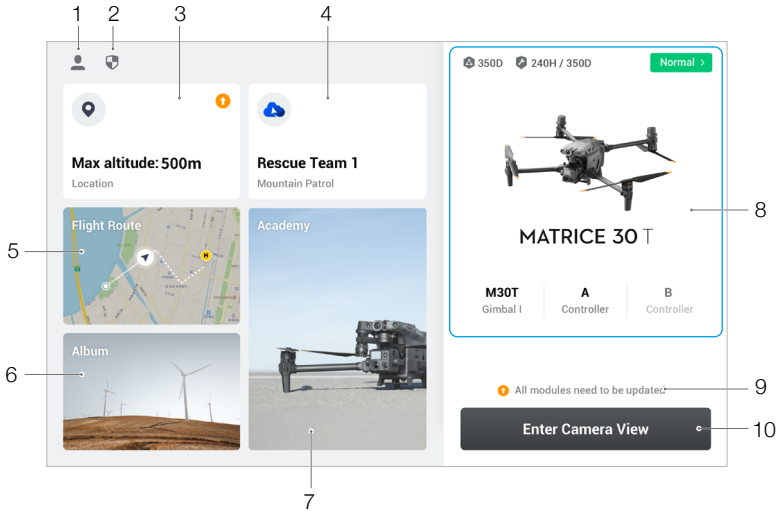 1
2
3
4
350D 240H / 350D Normal >
Max altitude: 500m
Location
Rescue Team 1
Mountain Patrol
8
MATRICE 30 T
5
Flight Route
H
Academy
M30T A B
Gimbal I Controller Controller
6
Album
All modules need to be updated
9
Enter Camera View
10
7